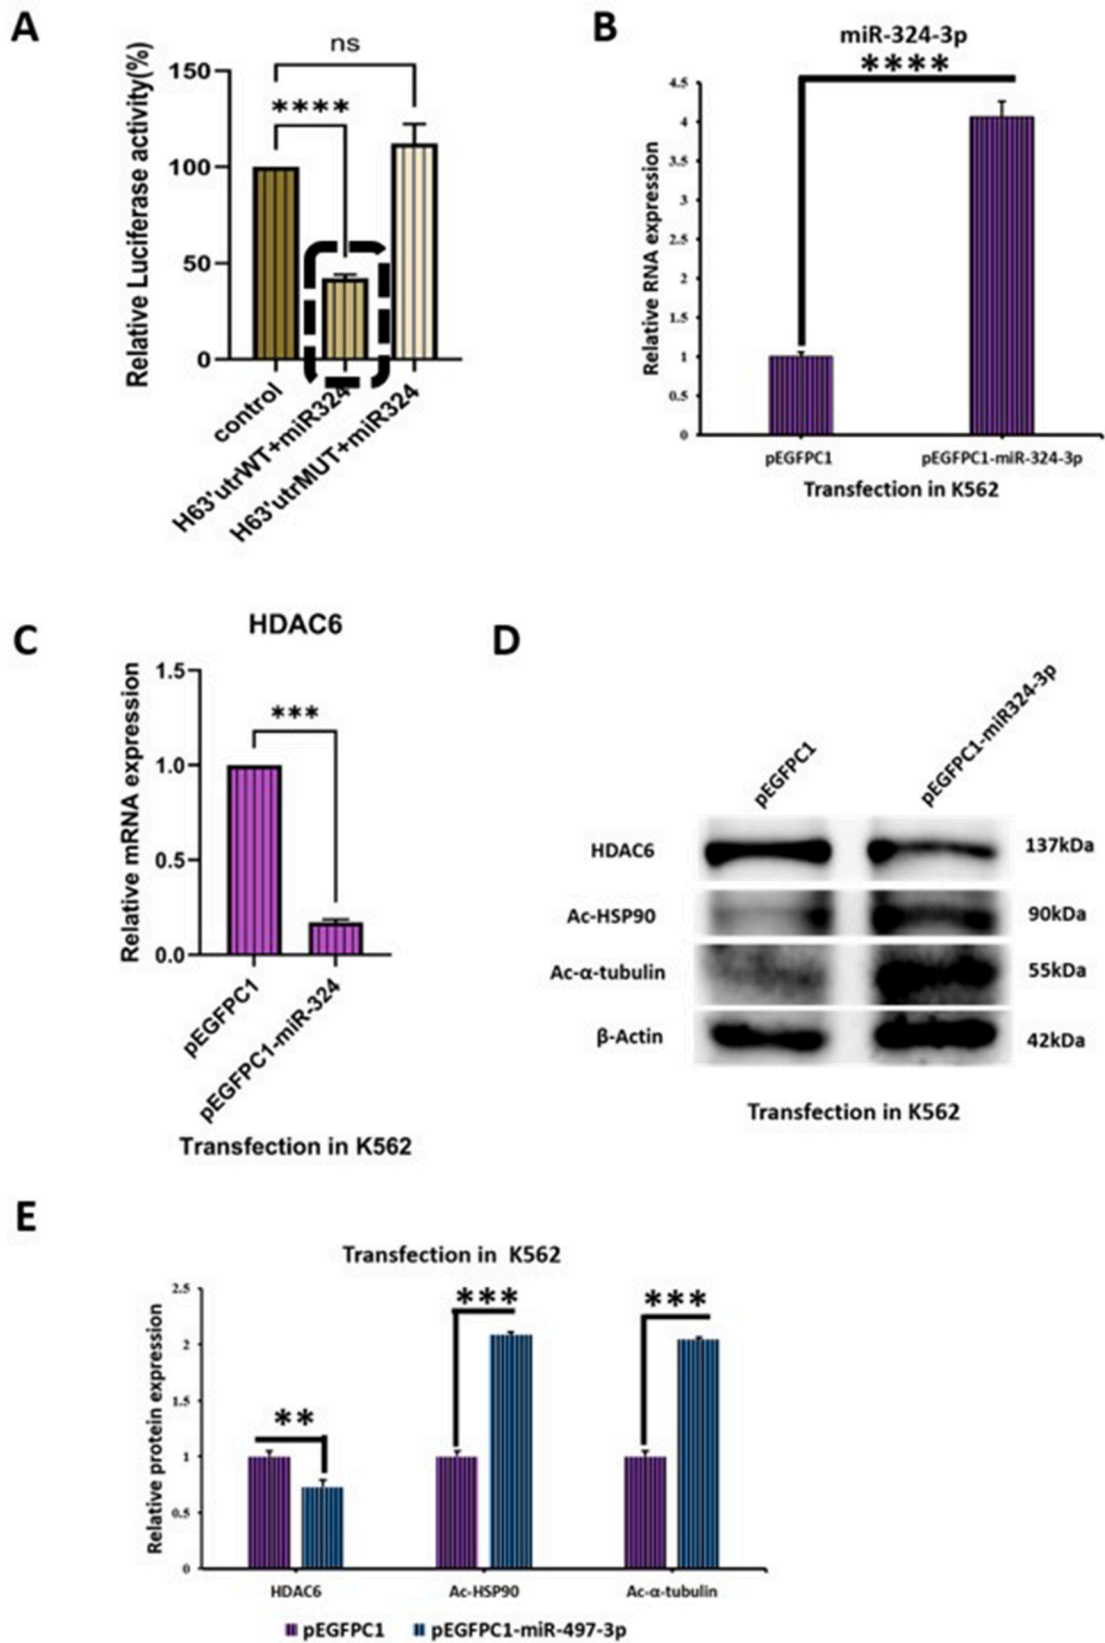 A
ns
****
150
100
50
0
Relative Luciferase activity(%)
control
H63'utrWT+miR324
H63'utrMUT+miR324
B
miR-324-3p
****
4.5
4
3.5
3
2.5
2
1.5
1
0.5
0
Relative RNA expression
pEGFPC1 pEGFPC1-miR-324-3p
Transfection in K562
C
HDAC6
***
1.5
1.0
0.5
0.0
Relative mRNA expression
pEGFPC1
pEGFPC1-miR-324
Transfection in K562
D
pEGFPC1
pEGFPC1-miR324-3p
HDAC6 137kDa
Ac-HSP90 90kDa
Ac-α-tubulin 55kDa
β-Actin 42kDa
Transfection in K562
E
Transfection in K562
2.5
2
1.5
1
0.5
0
Relative protein expression
**
***
***
HDAC6 Ac-HSP90 Ac-α-tubulin
pEGFPC1 pEGFPC1-miR-497-3p